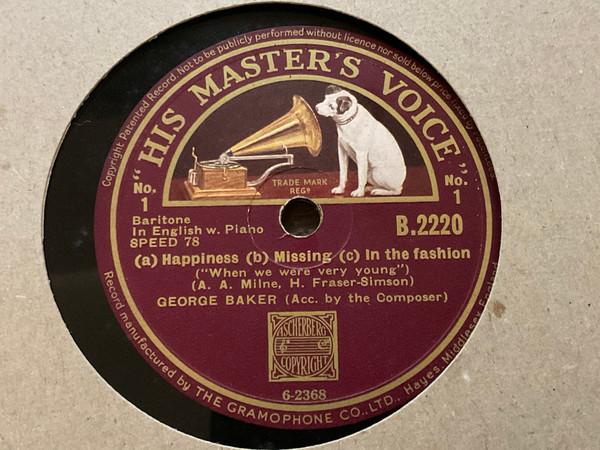 Copyright Patented Record. Not to be publicly performed without licence nor sold below price fixed by
"HIS MASTER'S VOICE"
TRADE MARK
REGD
No. 1
No. 1
Baritone
In English w. Piano
SPEED 78
B.2220
(a) Happiness (b) Missing (c) In the fashion
("When we were very young")
(A. A. Milne, H. Fraser-Simson)
GEORGE BAKER (Acc. by the Composer)
ASCHERBERG
COPYRIGHT
6-2368
Record manufactured by THE GRAMOPHONE CO., LTD., Hayes, Middlesex, England